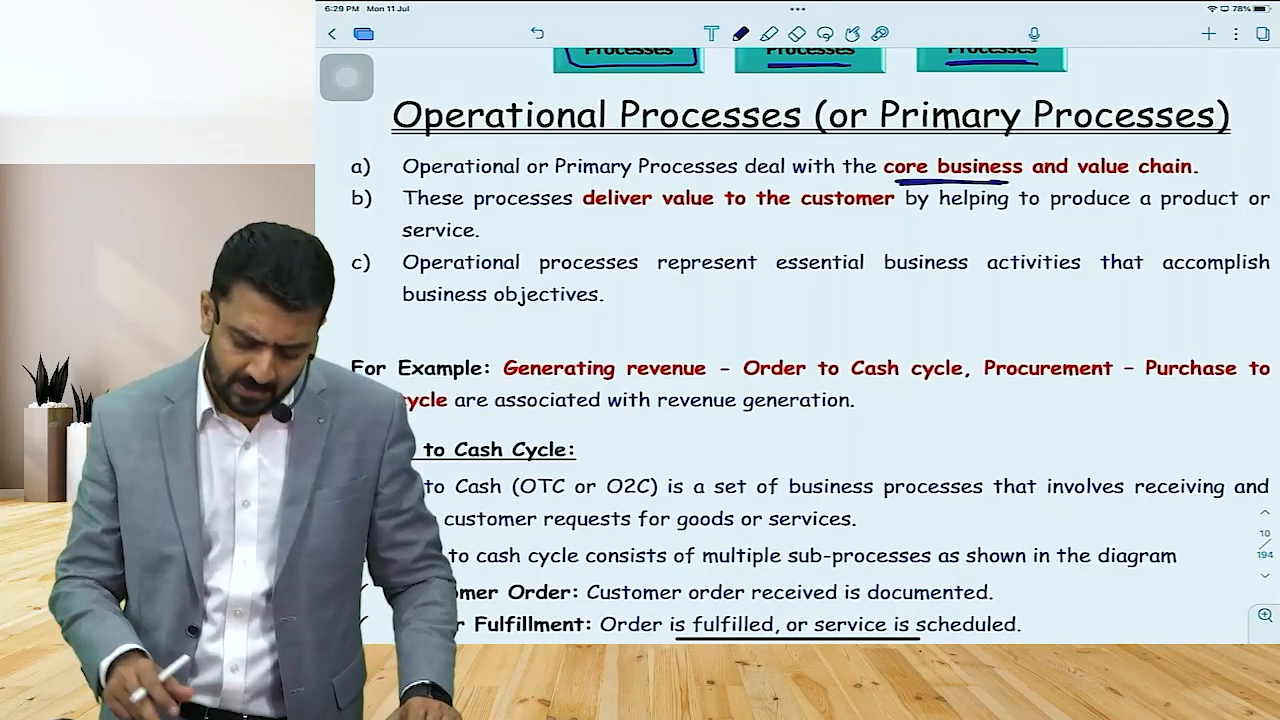 6:29 PM Mon 11 Jul
78%
Processes Processes Processes
Operational Processes (or Primary Processes)
a) Operational or Primary Processes deal with the core business and value chain.
b) These processes deliver value to the customer by helping to produce a product or
service.
c) Operational processes represent essential business activities that accomplish
business objectives.
For Example: Generating revenue – Order to Cash cycle, Procurement – Purchase to
ycle are associated with revenue generation.
to Cash Cycle:
to Cash (OTC or O2C) is a set of business processes that involves receiving and
customer requests for goods or services.
to cash cycle consists of multiple sub-processes as shown in the diagram
omer Order: Customer order received is documented.
r Fulfillment: Order is fulfilled, or service is scheduled.
10
194